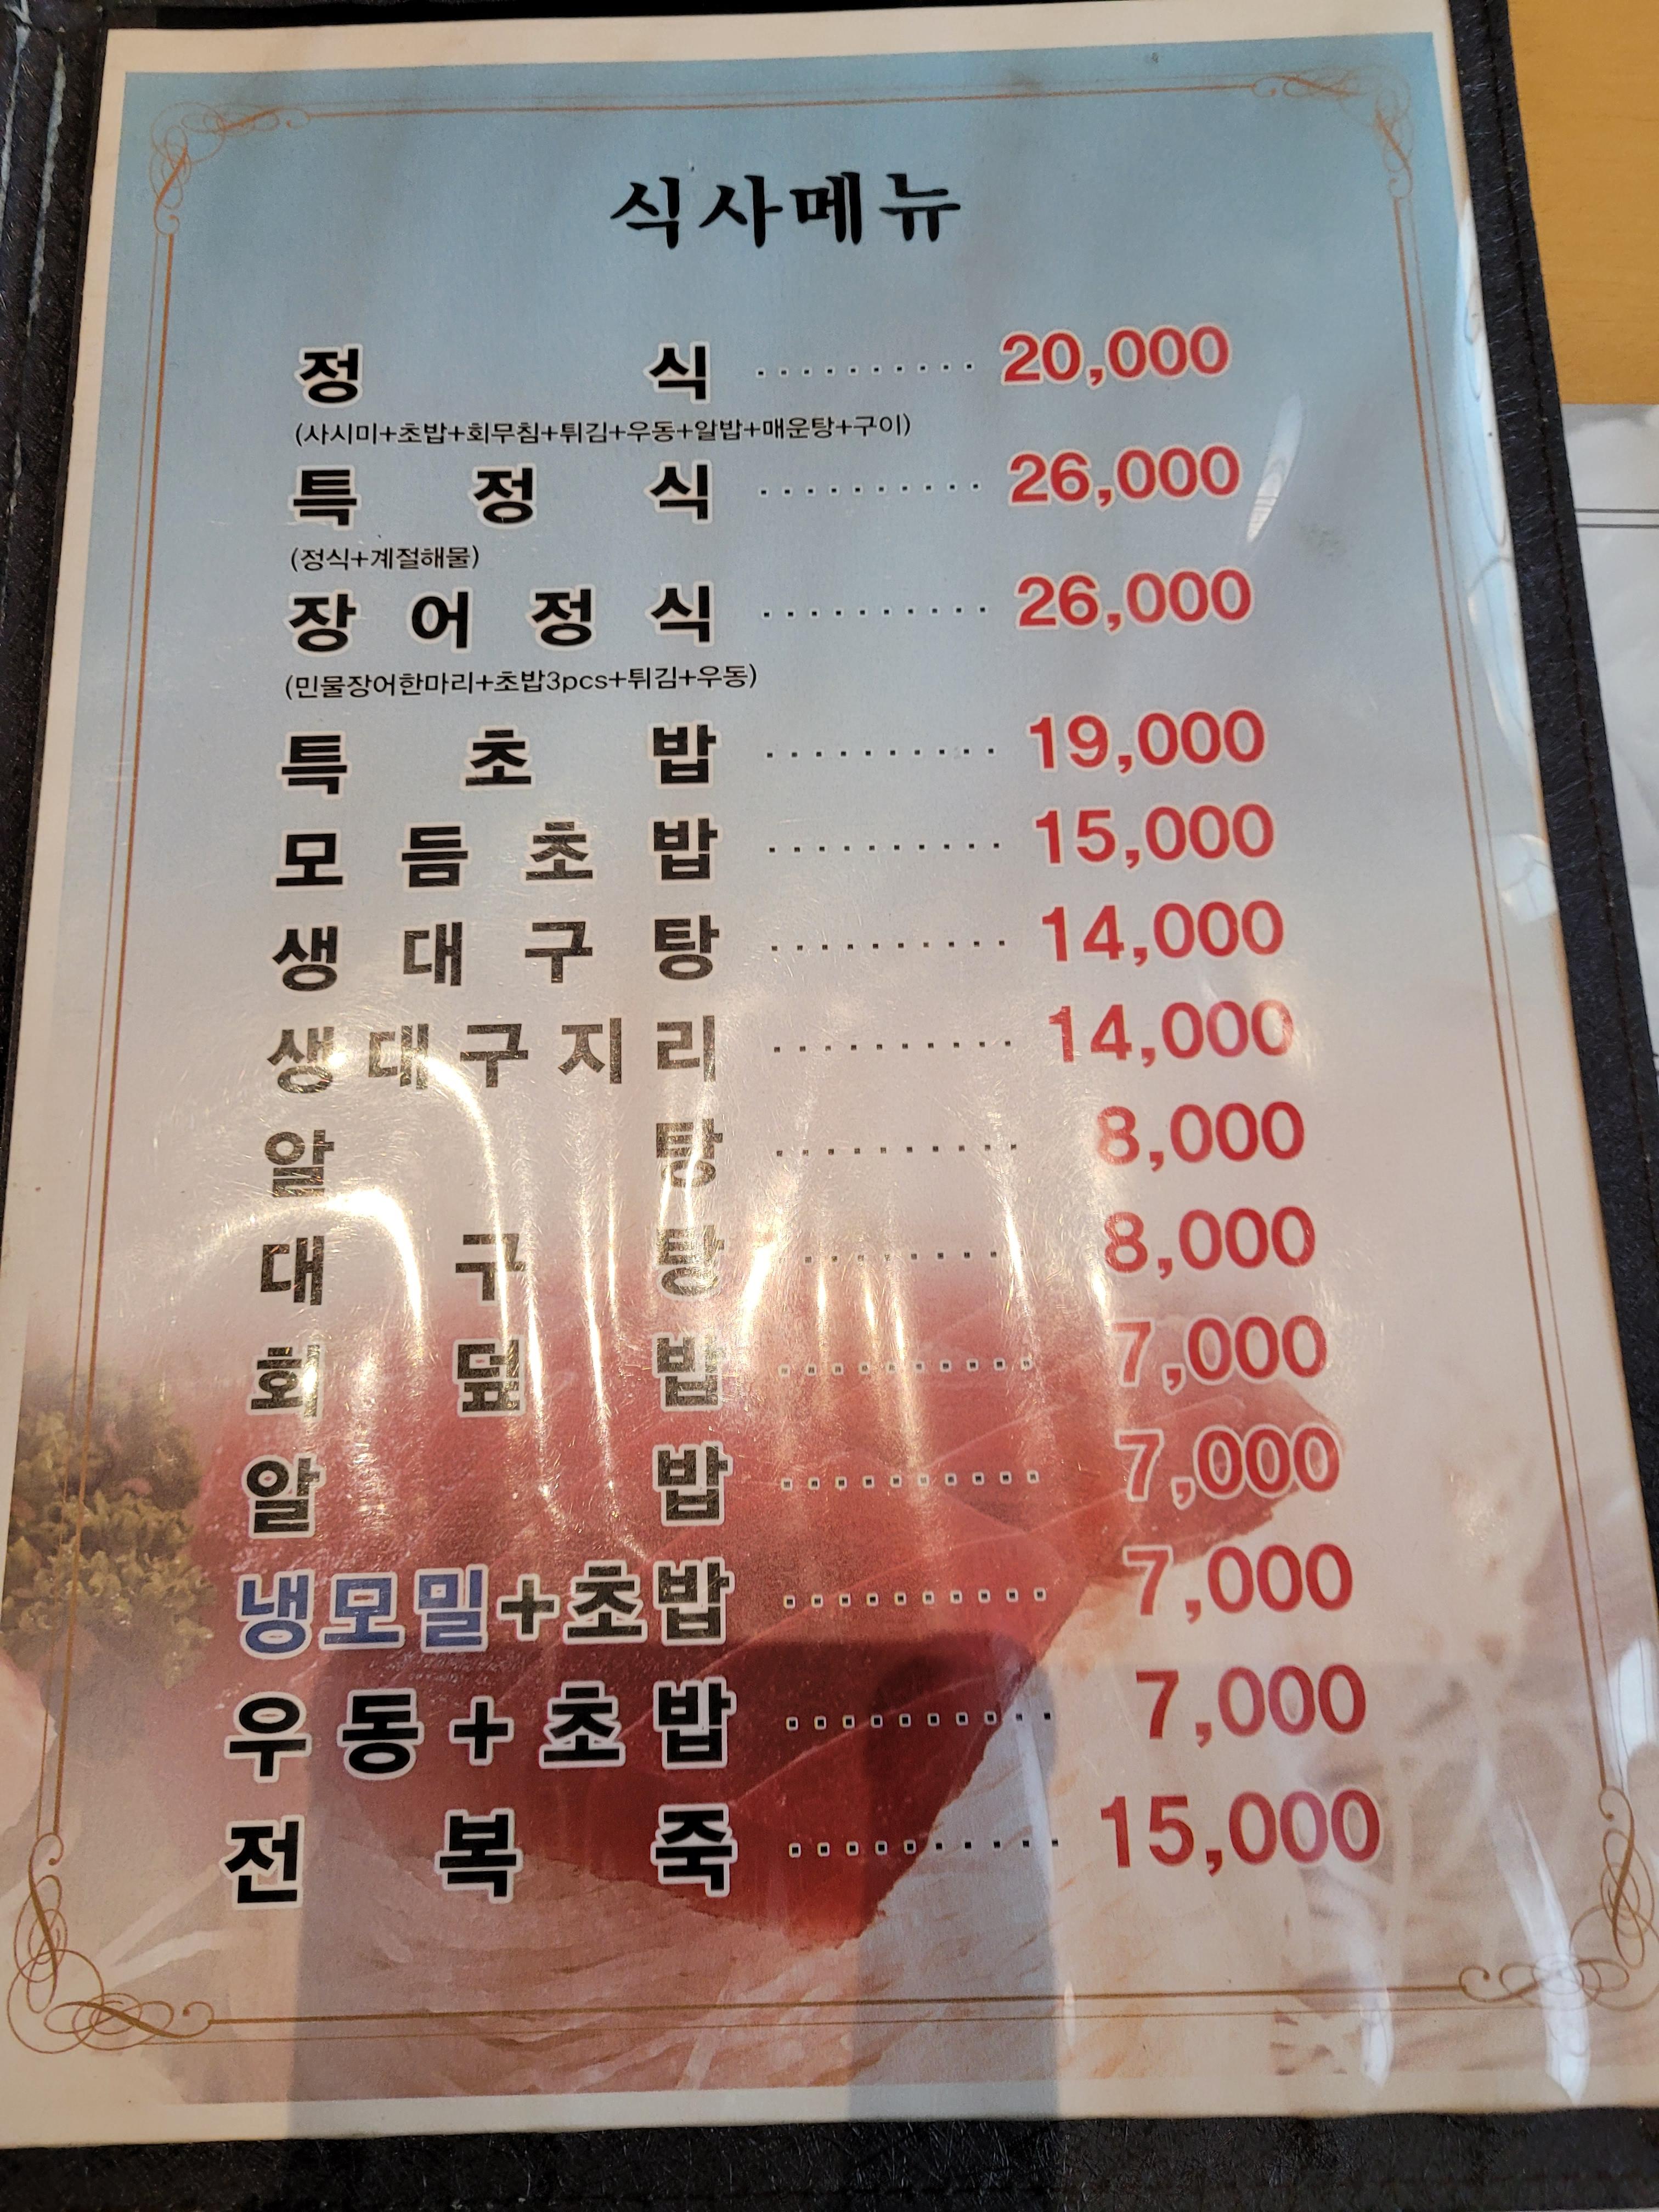 식사메뉴
정 식 ·········· 20,000
(사시미+초밥+회무침+튀김+우동+알밥+매운탕+구이)
특 정 식 ·········· 26,000
(정식+계절해물)
장 어 정 식 ·········· 26,000
(민물장어한마리+초밥3pcs+튀김+우동)
특 초 밥 ·········· 19,000
모 듬 초 밥 ·········· 15,000
생 대 구 탕 ·········· 14,000
생 대 구 지 리 ·········· 14,000
알 탕 ·········· 8,000
대 구 탕 ·········· 8,000
회 덮 밥 ·········· 7,000
알 밥 ·········· 7,000
냉모밀+초밥 ·········· 7,000
우동+초밥 ·········· 7,000
전 복 죽 ·········· 15,000